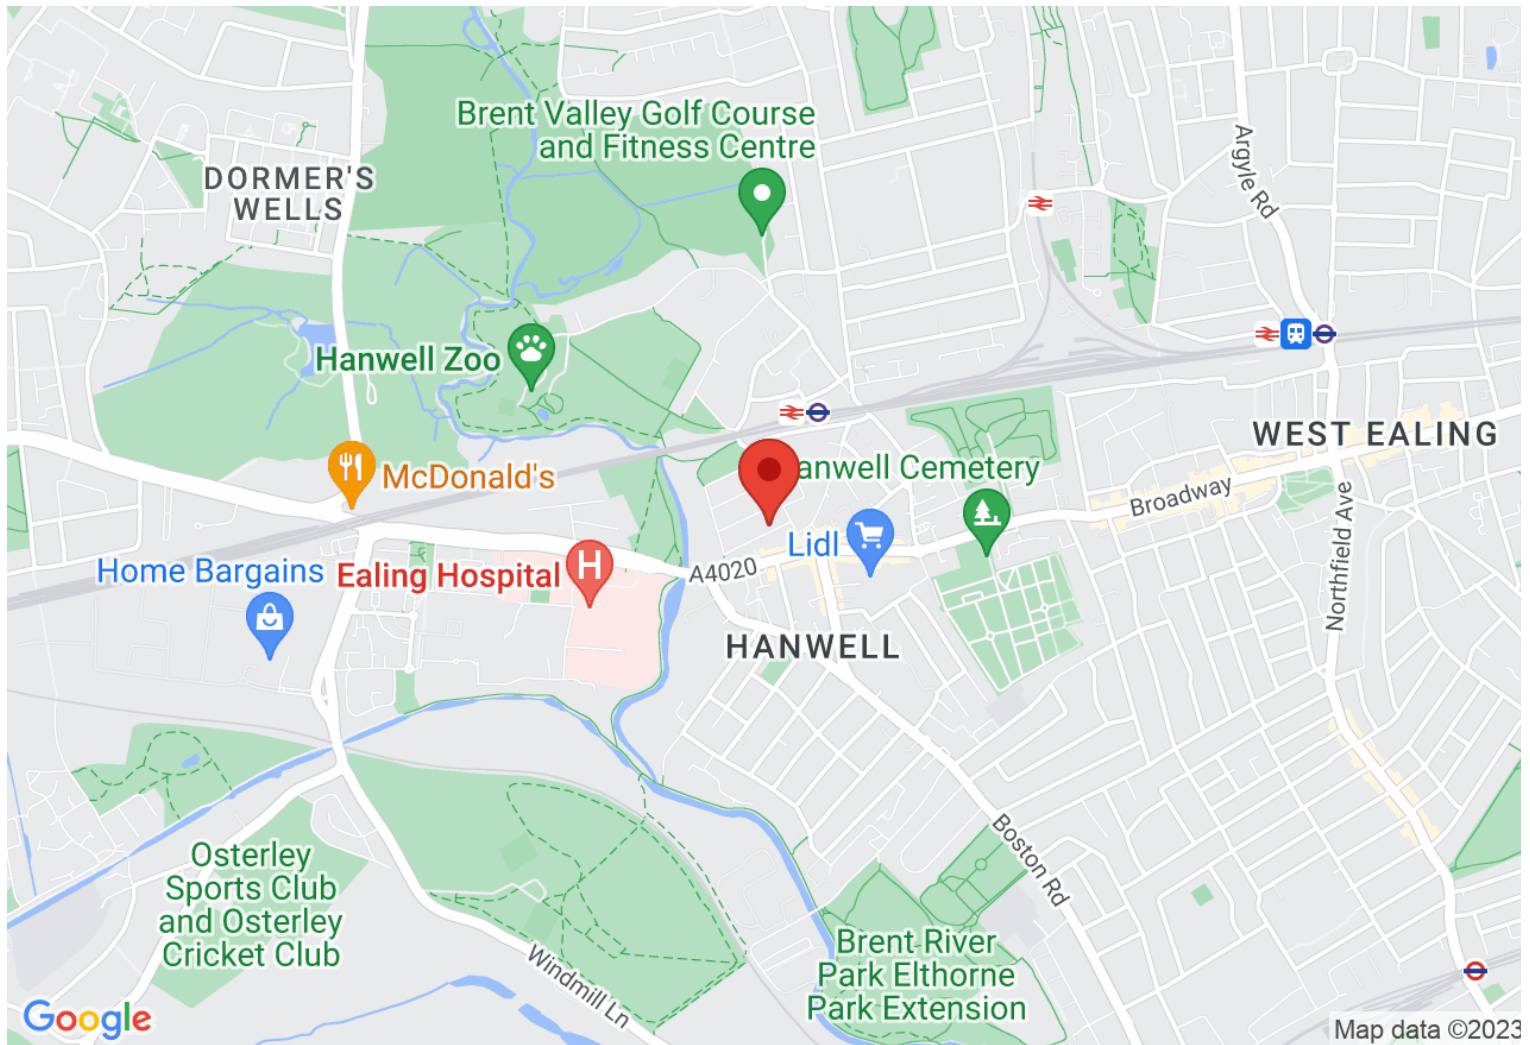 Brent Valley Golf Course
and Fitness Centre
Argyle Rd
DORMER'S
WELLS
Hanwell Zoo
WEST EALING
McDonald's
anwell Cemetery
Broadway
Lidl
Home Bargains
Ealing Hospital
H
A4020
Northfield Ave
HANWELL
Boston Rd
Osterley
Sports Club
and Osterley
Cricket Club
Windmill Ln
Brent River
Park Elthorne
Park Extension
Google
Map data ©2023